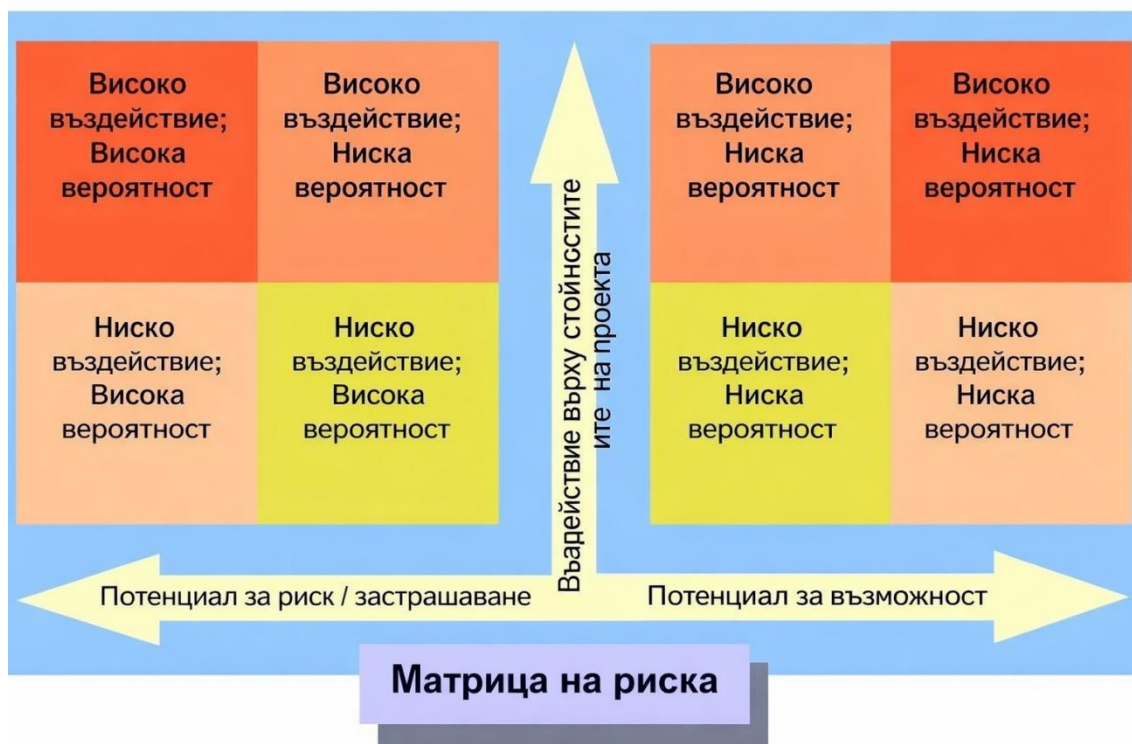 Високо
въздействие;
Висока
вероятност
Високо
въздействие;
Ниска
вероятност
Ниско
въздействие;
Висока
вероятност
Ниско
въздействие;
Висока
вероятност
Въадействие върху стойностите
ите на проекта
Високо
въздействие;
Ниска
вероятност
Високо
въздействие;
Ниска
вероятност
Ниско
въздействие;
Ниска
вероятност
Ниско
въздействие;
Ниска
вероятност
Потенциал за риск / застрашаване
Потенциал за възможност
Матрица на риска